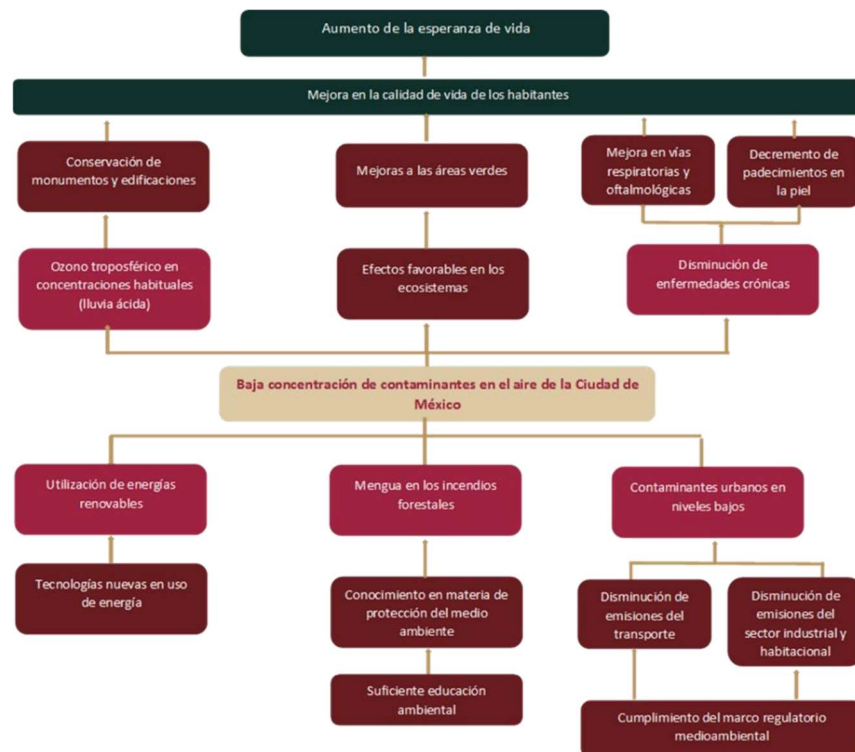 Aumento de la esperanza de vida
Mejora en la calidad de vida de los habitantes
Conservación de
monumentos y edificaciones
Mejoras a las áreas verdes
Mejora en vías
respiratorias y
oftalmológicas
Decremento de
padecimientos en
la piel
Ozono troposférico en
concentraciones habituales
(lluvia ácida)
Efectos favorables en los
ecosistemas
Disminución de
enfermedades crónicas
Baja concentración de contaminantes en el aire de la Ciudad de
México
Utilización de energías
renovables
Mengua en los incendios
forestales
Contaminantes urbanos en
niveles bajos
Tecnologías nuevas en uso
de energía
Conocimiento en materia de
protección del medio
ambiente
Disminución de
emisiones del
transporte
Disminución de
emisiones del
sector industrial y
habitacional
Suficiente educación
ambiental
Cumplimiento del marco regulatorio
medioambiental